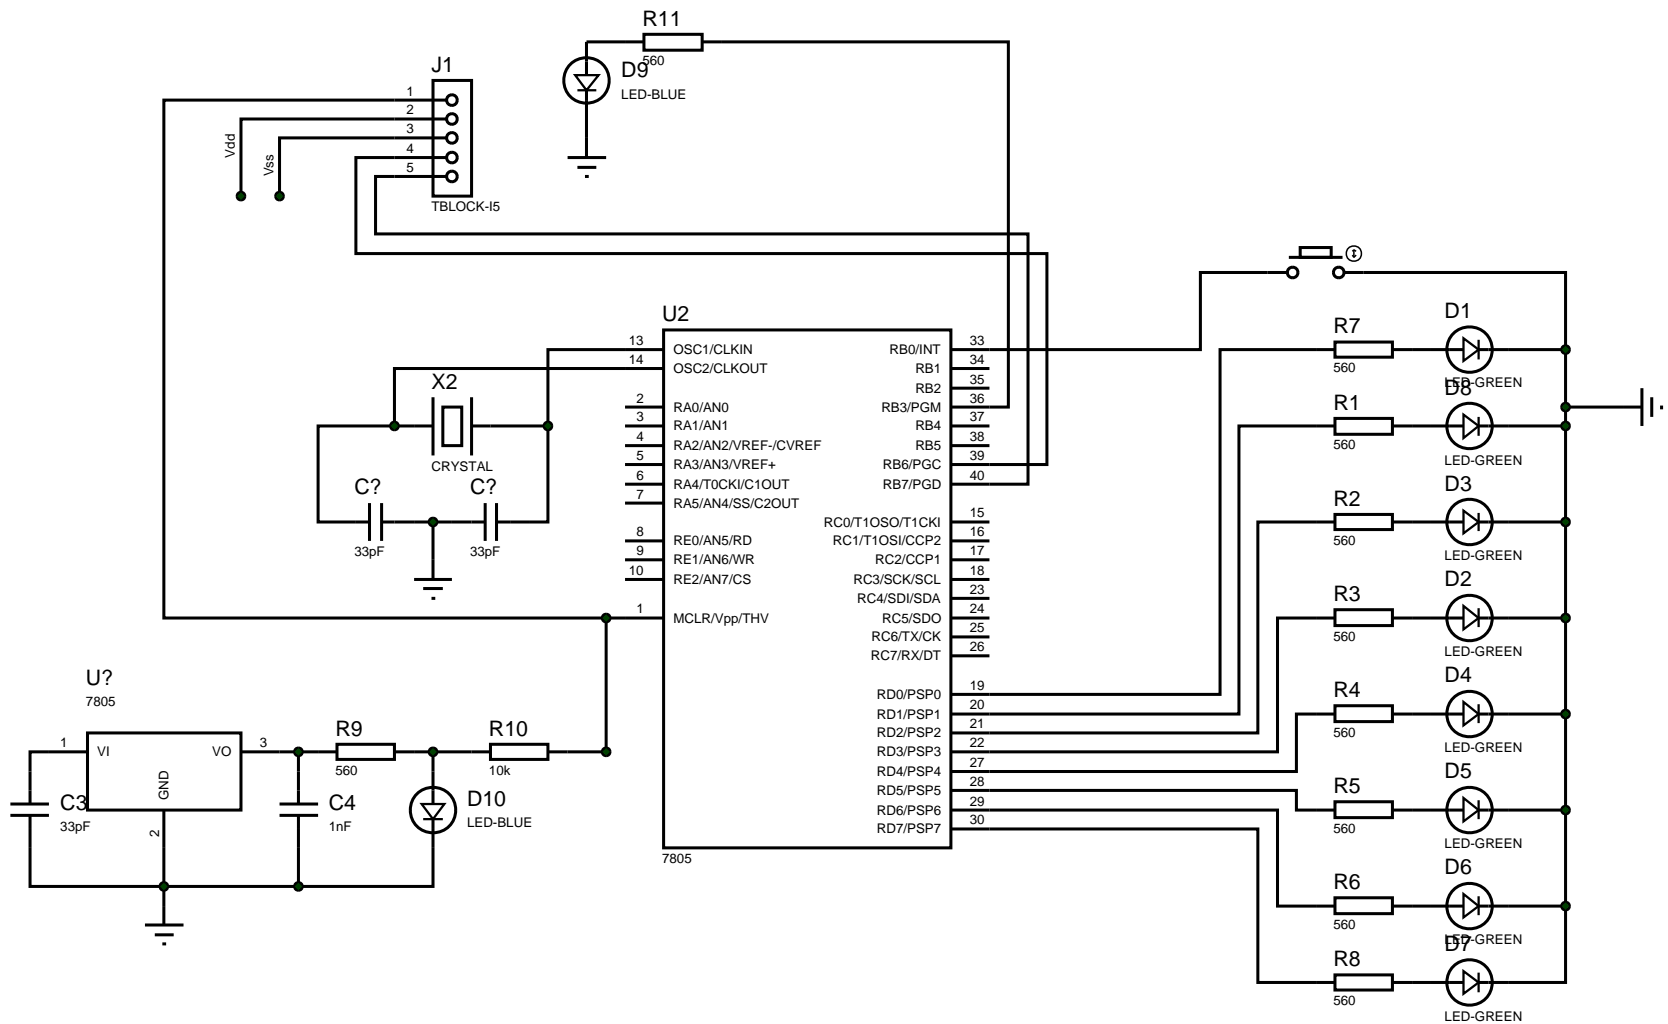 R11
560
D9
LED-BLUE
J1
1
2
3
4
5
Vdd
Vss
TBLOCK-I5
U2
13
14
OSC1/CLKIN
OSC2/CLKOUT
X2
CRYSTAL
C?
33pF
C?
33pF
2
3
4
5
6
7
RA0/AN0
RA1/AN1
RA2/AN2/VREF-/CVREF
RA3/AN3/VREF+
RA4/T0CKI/C1OUT
RA5/AN4/SS/C2OUT
8
9
10
RE0/AN5/RD
RE1/AN6/WR
RE2/AN7/CS
1
MCLR/Vpp/THV
RB0/INT
RB1
RB2
RB3/PGM
RB4
RB5
RB6/PGC
RB7/PGD
33
34
35
36
37
38
39
40
RC0/T1OSO/T1CKI
RC1/T1OSI/CCP2
RC2/CCP1
RC3/SCK/SCL
RC4/SDI/SDA
RC5/SDO
RC6/TX/CK
RC7/RX/DT
15
16
17
18
23
24
25
26
RD0/PSP0
RD1/PSP1
RD2/PSP2
RD3/PSP3
RD4/PSP4
RD5/PSP5
RD6/PSP6
RD7/PSP7
19
20
21
22
27
28
29
30
7805
U?
7805
1
VI
VO
3
GND
2
C3
33pF
C4
1nF
R9
560
R10
10k
D10
LED-BLUE
R7
560
D1
LED-GREEN
R1
560
D8
LED-GREEN
R2
560
D3
LED-GREEN
R3
560
D2
LED-GREEN
R4
560
D4
LED-GREEN
R5
560
D5
LED-GREEN
R6
560
D6
LED-GREEN
R8
560
D7
LED-GREEN